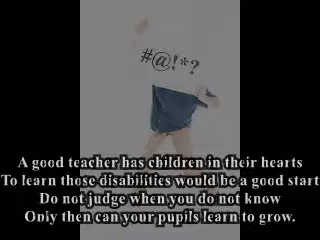 #@!*?
A good teacher has children in their hearts
To learn those disabilities would be a good start
Do not judge when you do not know
Oniy then can your pupils learn to grow.